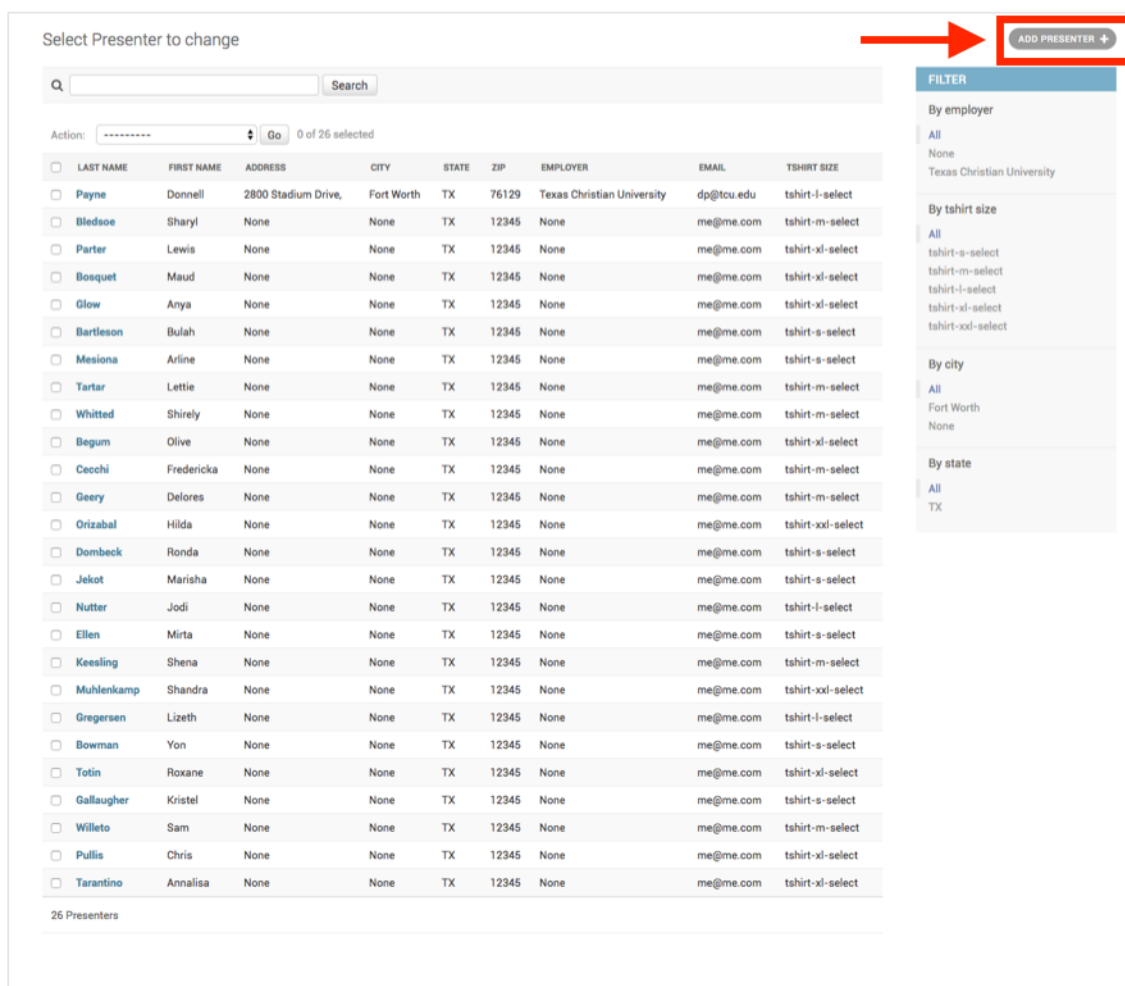 Select Presenter to change
ADD PRESENTER +
Search
Action: --------- Go 0 of 26 selected
LAST NAME FIRST NAME ADDRESS CITY STATE ZIP EMPLOYER EMAIL TSHIRT SIZE
Payne Donnell 2800 Stadium Drive, Fort Worth TX 76129 Texas Christian University dp@tcu.edu tshirt-l-select
Bledsoe Sharyl None None TX 12345 None me@me.com tshirt-m-select
Parter Lewis None None TX 12345 None me@me.com tshirt-xl-select
Bosquet Maud None None TX 12345 None me@me.com tshirt-xl-select
Glow Anya None None TX 12345 None me@me.com tshirt-xl-select
Bartleson Bulah None None TX 12345 None me@me.com tshirt-s-select
Mesiona Arline None None TX 12345 None me@me.com tshirt-s-select
Tartar Lettie None None TX 12345 None me@me.com tshirt-m-select
Whitted Shirely None None TX 12345 None me@me.com tshirt-m-select
Begum Olive None None TX 12345 None me@me.com tshirt-xl-select
Cecchi Fredericka None None TX 12345 None me@me.com tshirt-m-select
Geery Delores None None TX 12345 None me@me.com tshirt-m-select
Orizabal Hilda None None TX 12345 None me@me.com tshirt-xxl-select
Dombeck Ronda None None TX 12345 None me@me.com tshirt-s-select
Jekot Marisha None None TX 12345 None me@me.com tshirt-s-select
Nutter Jodi None None TX 12345 None me@me.com tshirt-l-select
Ellen Mirta None None TX 12345 None me@me.com tshirt-s-select
Keesling Shena None None TX 12345 None me@me.com tshirt-m-select
Muhlenkamp Shandra None None TX 12345 None me@me.com tshirt-xxl-select
Gregersen Lizeth None None TX 12345 None me@me.com tshirt-l-select
Bowman Yon None None TX 12345 None me@me.com tshirt-s-select
Totin Roxane None None TX 12345 None me@me.com tshirt-xl-select
Gallaugher Kristel None None TX 12345 None me@me.com tshirt-s-select
Willeto Sam None None TX 12345 None me@me.com tshirt-m-select
Pullis Chris None None TX 12345 None me@me.com tshirt-xl-select
Tarantino Annalisa None None TX 12345 None me@me.com tshirt-xl-select
26 Presenters
FILTER
By employer
All
None
Texas Christian University
By tshirt size
All
tshirt-s-select
tshirt-m-select
tshirt-l-select
tshirt-xl-select
tshirt-xxl-select
By city
All
Fort Worth
None
By state
All
TX